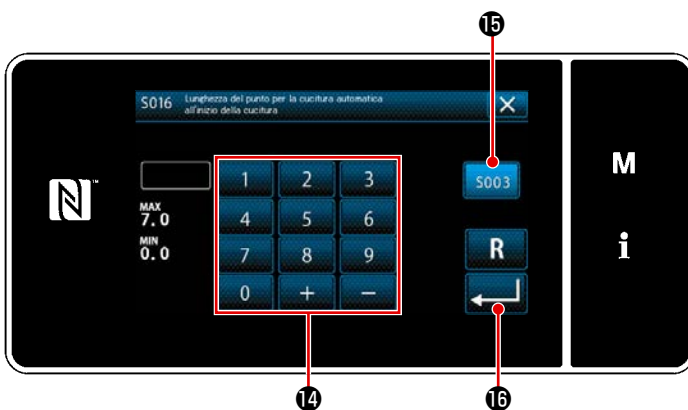 ⓯
S016 Lunghezza del punto per la cucitura automatica
all'inizio della cucitura
1 2 3 S003 M
MAX
7.0 4 5 6
MIN
0.0 7 8 9 R i
0 + −
⓮ ⓰